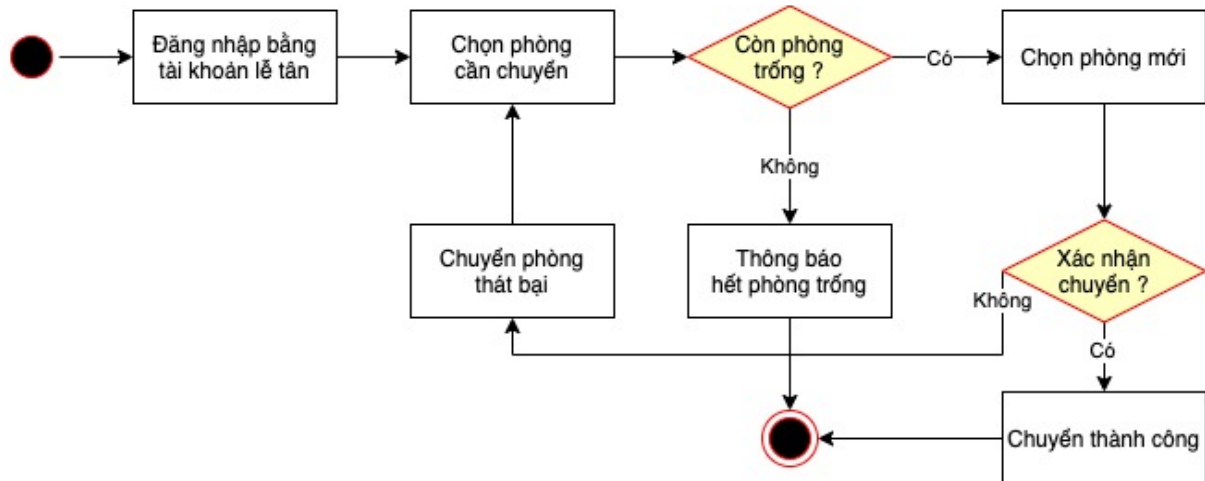 Đăng nhập bằng
tài khoản lễ tân
Chọn phòng
cần chuyển
Còn phòng
trống ?
Có
Chọn phòng mới
Không
Chuyển phòng
thát bại
Thông báo
hết phòng trống
Xác nhận
chuyển ?
Không
Có
Chuyển thành công